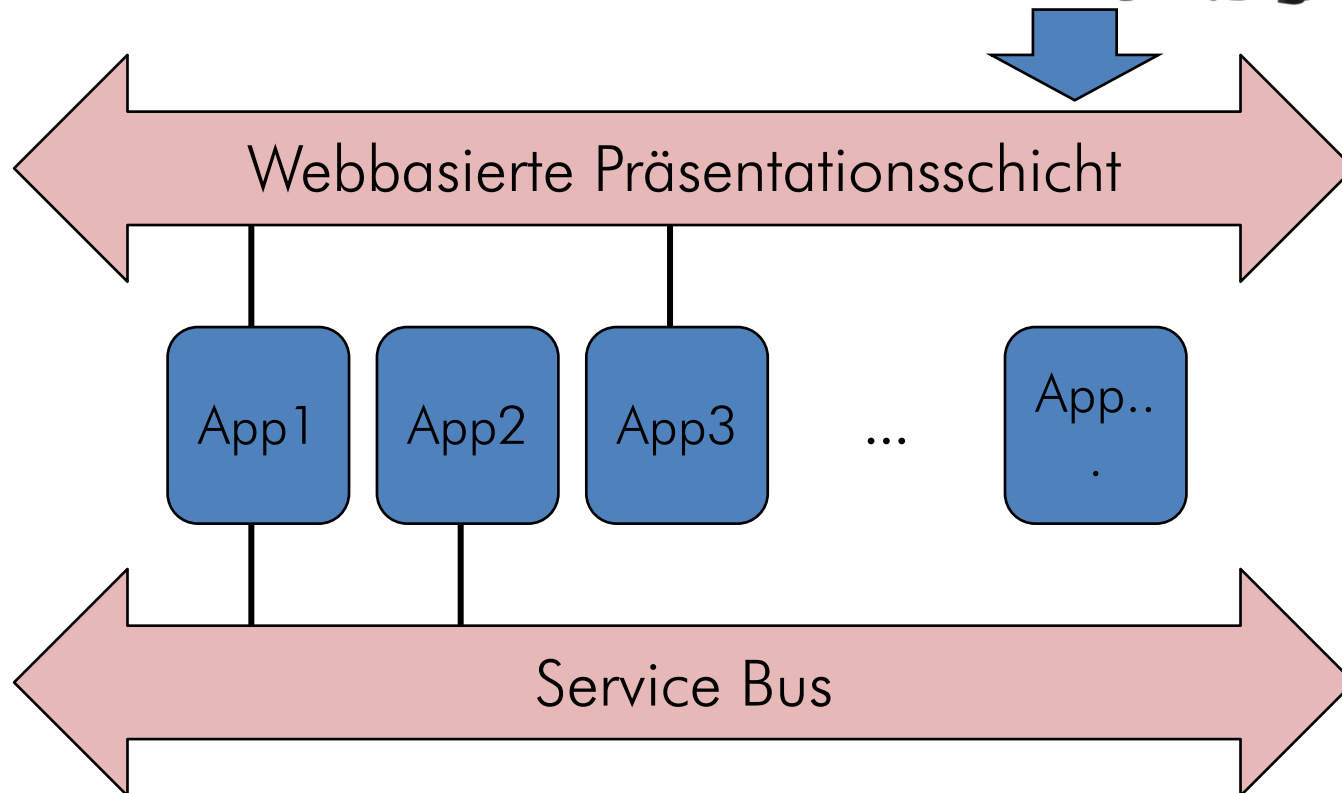 Webbasierte Präsentationsschicht
App1
App2
App3
...
App..
.
Service Bus